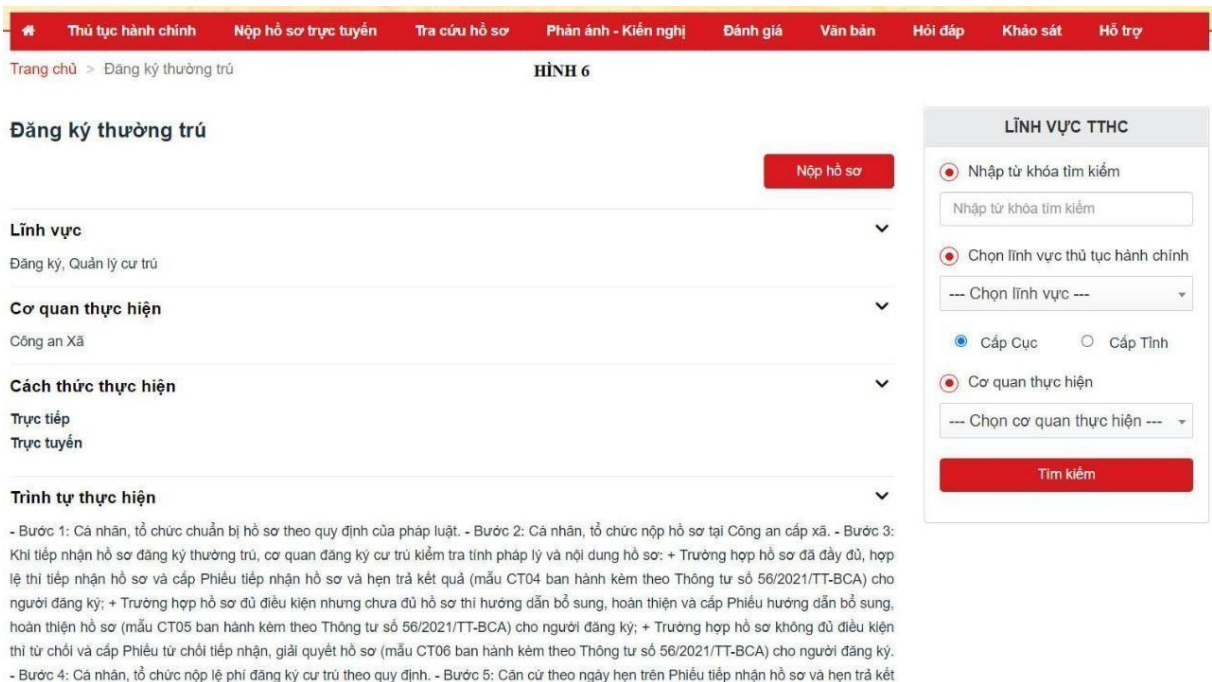 Thủ tục hành chính Nộp hồ sơ trực tuyến Tra cứu hồ sơ Phản ánh - Kiến nghị Đánh giá Văn bản Hỏi đáp Khảo sát Hỗ trợ
Trang chủ > Đăng ký thường trú
HÌNH 6
Đăng ký thường trú
Nộp hồ sơ
Lĩnh vực
Đăng ký, Quản lý cư trú
Cơ quan thực hiện
Công an Xã
Cách thức thực hiện
Trực tiếp
Trực tuyến
Trình tự thực hiện
- Bước 1: Cá nhân, tổ chức chuẩn bị hồ sơ theo quy định của pháp luật. - Bước 2: Cá nhân, tổ chức nộp hồ sơ tại Công an cấp xã. - Bước 3:
Khi tiếp nhận hồ sơ đăng ký thường trú, cơ quan đăng ký cư trú kiểm tra tính pháp lý và nội dung hồ sơ: + Trường hợp hồ sơ đã đầy đủ, hợp
lệ thì tiếp nhận hồ sơ và cấp Phiếu tiếp nhận hồ sơ và hẹn trả kết quả (mẫu CT04 ban hành kèm theo Thông tư số 56/2021/TT-BCA) cho
người đăng ký; + Trường hợp hồ sơ đủ điều kiện nhưng chưa đủ hồ sơ thì hướng dẫn bổ sung, hoàn thiện và cấp Phiếu hướng dẫn bổ sung,
hoàn thiện hồ sơ (mẫu CT05 ban hành kèm theo Thông tư số 56/2021/TT-BCA) cho người đăng ký; + Trường hợp hồ sơ không đủ điều kiện
thì từ chối và cấp Phiếu từ chối tiếp nhận, giải quyết hồ sơ (mẫu CT06 ban hành kèm theo Thông tư số 56/2021/TT-BCA) cho người đăng ký.
- Bước 4: Cá nhân, tổ chức nộp lệ phí đăng ký cư trú theo quy định. - Bước 5: Căn cứ theo ngày hẹn trên Phiếu tiếp nhận hồ sơ và hẹn trả kết
LĨNH VỰC TTHC
Nhập từ khóa tìm kiếm
Nhập từ khóa tìm kiếm
Chọn lĩnh vực thủ tục hành chính
--- Chọn lĩnh vực ---
Cấp Cục Cấp Tỉnh
Cơ quan thực hiện
--- Chọn cơ quan thực hiện ---
Tìm kiếm